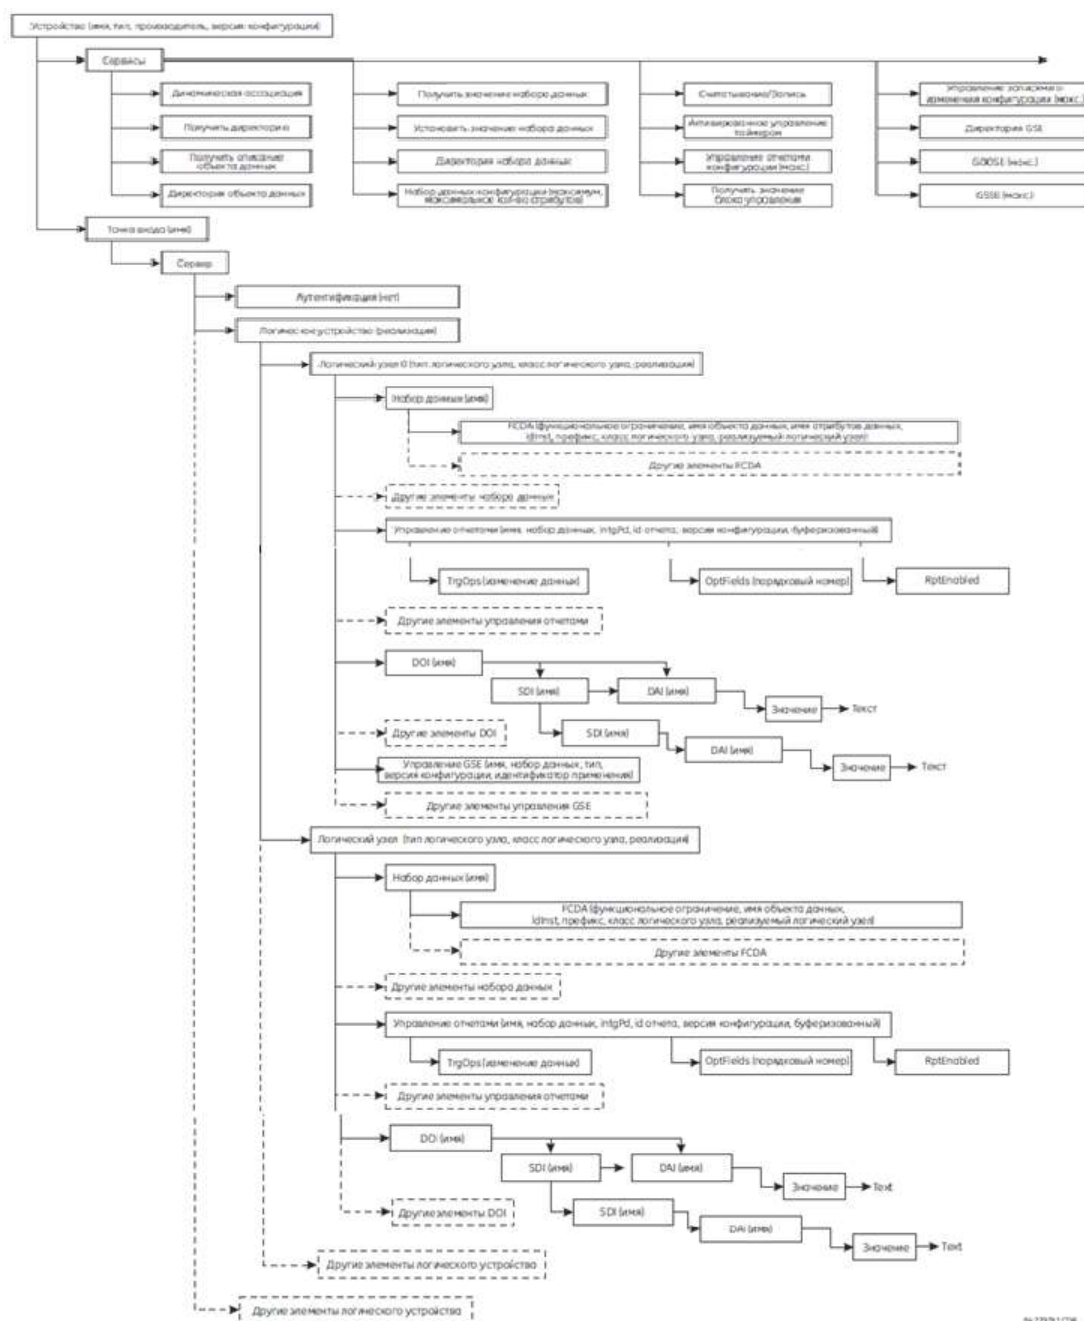 Устройство (имя, тип, производитель, версия конфигурации)
Сервисы
Динамическая ассоциация
Получить значение набора данных
Считывание/Запись
Управление записями о
изменении конфигурации (макс.)
Получить директорию
Установить значение набора данных
Активированное управление
таймером
Директория GSE
Получить описание
объекта данных
Директория набора данных
Управление отчетами
конфигурации (макс.)
GOOSE (макс.)
Директория объекта данных
Набор данных конфигурации (максимум,
максимальное кол-во атрибутов)
Получить значение
блока управления
GSSE (макс.)
Точка входа (имя)
Сервер
Аутентификация (нет)
Логическое устройство (реализация)
Логический узел 0 (тип логического узла, класс логического узла, реализация)
Набор данных (имя)
FCDA (функциональное ограничение, имя объекта данных, имя атрибутов данных,
ldInst, префикс, класс логического узла, реализуемый логический узел)
Другие элементы FCDA
Другие элементы набора данных
Управление отчетами (имя, набор данных, intgPd, id отчета, версия конфигурации, буферизованный)
TrgOps (изменение данных)
OptFields (порядковый номер)
RptEnabled
Другие элементы управления отчетами
DOI (имя)
SDI (имя)
DAI (имя)
Значение
Текст
Другие элементы DOI
SDI (имя)
DAI (имя)
Значение
Текст
Управление GSE (имя, набор данных, тип,
версия конфигурации, идентификатор применения)
Другие элементы управления GSE
Логический узел (тип логического узла, класс логического узла, реализация)
Набор данных (имя)
FCDA (функциональное ограничение, имя объекта данных,
ldInst, префикс, класс логического узла, реализуемый логический узел)
Другие элементы FCDA
Другие элементы набора данных
Управление отчетами (имя, набор данных, intgPd, id отчета, версия конфигурации, буферизованный)
TrgOps (изменение данных)
OptFields (порядковый номер)
RptEnabled
Другие элементы управления отчетами
DOI (имя)
SDI (имя)
DAI (имя)
Значение
Text
Другие элементы DOI
SDI (имя)
DAI (имя)
Значение
Text
Другие элементы логического устройства
Другие элементы логического устройства